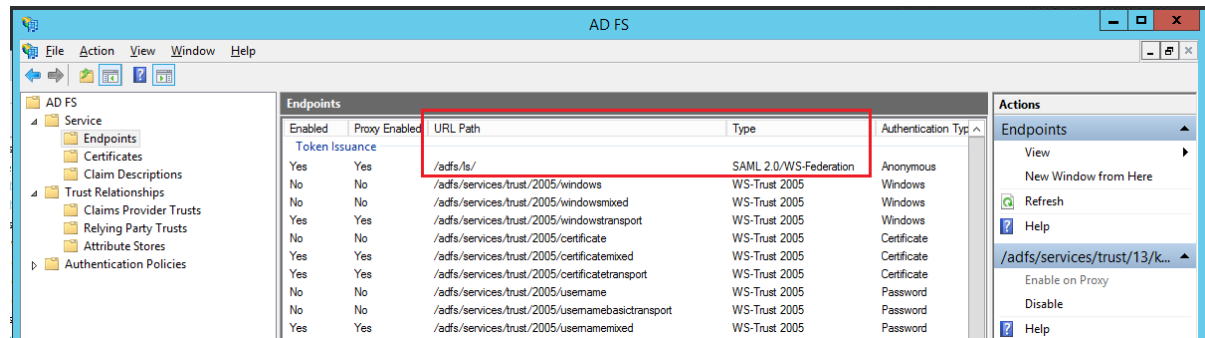 AD FS
File Action View Window Help
AD FS
Service
Endpoints
Certificates
Claim Descriptions
Trust Relationships
Claims Provider Trusts
Relying Party Trusts
Attribute Stores
Authentication Policies
Endpoints
Enabled Proxy Enabled URL Path Type Authentication Typ
Token Issuance
Yes Yes /adfs/ls/ SAML 2.0/WS-Federation Anonymous
No No /adfs/services/trust/2005/windows WS-Trust 2005 Windows
No No /adfs/services/trust/2005/windowsmixed WS-Trust 2005 Windows
Yes Yes /adfs/services/trust/2005/windowstransport WS-Trust 2005 Windows
No No /adfs/services/trust/2005/certificate WS-Trust 2005 Certificate
Yes Yes /adfs/services/trust/2005/certificatemixed WS-Trust 2005 Certificate
Yes Yes /adfs/services/trust/2005/certificatetransport WS-Trust 2005 Certificate
No No /adfs/services/trust/2005/username WS-Trust 2005 Password
No No /adfs/services/trust/2005/usernamebasictransport WS-Trust 2005 Password
Yes Yes /adfs/services/trust/2005/usernamemixed WS-Trust 2005 Password
Actions
Endpoints
View
New Window from Here
Refresh
Help
/adfs/services/trust/13/k...
Enable on Proxy
Disable
Help